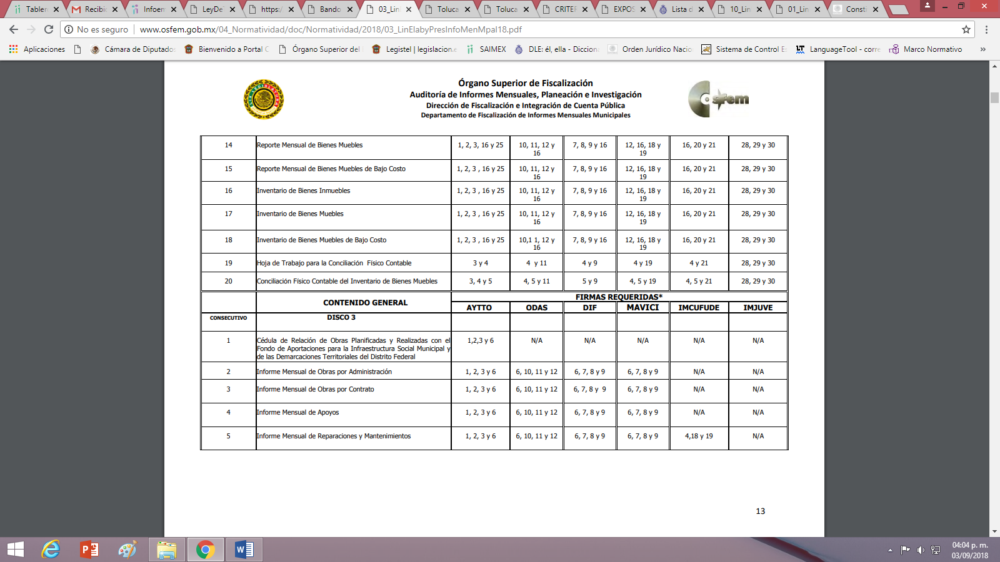 Tablero
Recibio
Infoem
LeyDe
https:/
Bando
03_Lin
Toluca
Toluca
CRITEF
EXPOS
Lista d
10_Lin
01_Lin
Consti
No es seguro | www.osfem.gob.mx/04_Normatividad/doc/Normatividad/2018/03_LinElabyPresInfoMenMpal18.pdf
Aplicaciones
Cámara de Diputados
Bienvenido a Portal C
Órgano Superior del
Legistel | legislacion.e
SAIMEX
DLE: él, ella - Diccion
Orden Jurídico Nacio
Sistema de Control E
LanguageTool - corre
Marco Normativo
»
Órgano Superior de Fiscalización
Auditoría de Informes Mensuales, Planeación e Investigación
Dirección de Fiscalización e Integración de Cuenta Pública
Departamento de Fiscalización de Informes Mensuales Municipales
osfem
14 Reporte Mensual de Bienes Muebles 1, 2, 3, 16 y 25 10, 11, 12 y 16 7, 8, 9 y 16 12, 16, 18 y 19 16, 20 y 21 28, 29 y 30
15 Reporte Mensual de Bienes Muebles de Bajo Costo 1, 2, 3 , 16 y 25 10, 11, 12 y 16 7, 8, 9 y 16 12, 16, 18 y 19 16, 20 y 21 28, 29 y 30
16 Inventario de Bienes Inmuebles 1, 2, 3 , 16 y 25 10, 11, 12 y 16 7, 8, 9 y 16 12, 16, 18 y 19 16, 20 y 21 28, 29 y 30
17 Inventario de Bienes Muebles 1, 2, 3 , 16 y 25 10, 11, 12 y 16 7, 8, 9 y 16 12, 16, 18 y 19 16, 20 y 21 28, 29 y 30
18 Inventario de Bienes Muebles de Bajo Costo 1, 2, 3 , 16 y 25 10,1 1, 12 y 16 7, 8, 9 y 16 12, 16, 18 y 19 16, 20 y 21 28, 29 y 30
19 Hoja de Trabajo para la Conciliación Físico Contable 3 y 4 4 y 11 4 y 9 4 y 19 4 y 21 28, 29 y 30
20 Conciliación Físico Contable del Inventario de Bienes Muebles 3, 4 y 5 4, 5 y 11 5 y 9 4, 5 y 19 4, 5 y 21 28, 29 y 30
CONTENIDO GENERAL FIRMAS REQUERIDAS*
AYTTO ODAS DIF MAVICI IMCUFUDE IMJUVE
CONSECUTIVO DISCO 3
1 Cédula de Relación de Obras Planificadas y Realizadas con el 1,2,3 y 6 N/A N/A N/A N/A N/A
Fondo de Aportaciones para la Infraestructura Social Municipal y
de las Demarcaciones Territoriales del Distrito Federal
2 Informe Mensual de Obras por Administración 1, 2, 3 y 6 6, 10, 11 y 12 6, 7, 8 y 9 6, 7, 8 y 9 N/A N/A
3 Informe Mensual de Obras por Contrato 1, 2, 3 y 6 6, 10, 11 y 12 6, 7, 8 y 9 6, 7, 8 y 9 N/A N/A
4 Informe Mensual de Apoyos 1, 2, 3 y 6 6, 10, 11 y 12 6, 7, 8 y 9 6, 7, 8 y 9 N/A N/A
5 Informe Mensual de Reparaciones y Mantenimientos 1, 2, 3 y 6 6, 10, 11 y 12 6, 7, 8 y 9 6, 7, 8 y 9 4,18 y 19 N/A
13
04:04 p. m.
03/09/2018